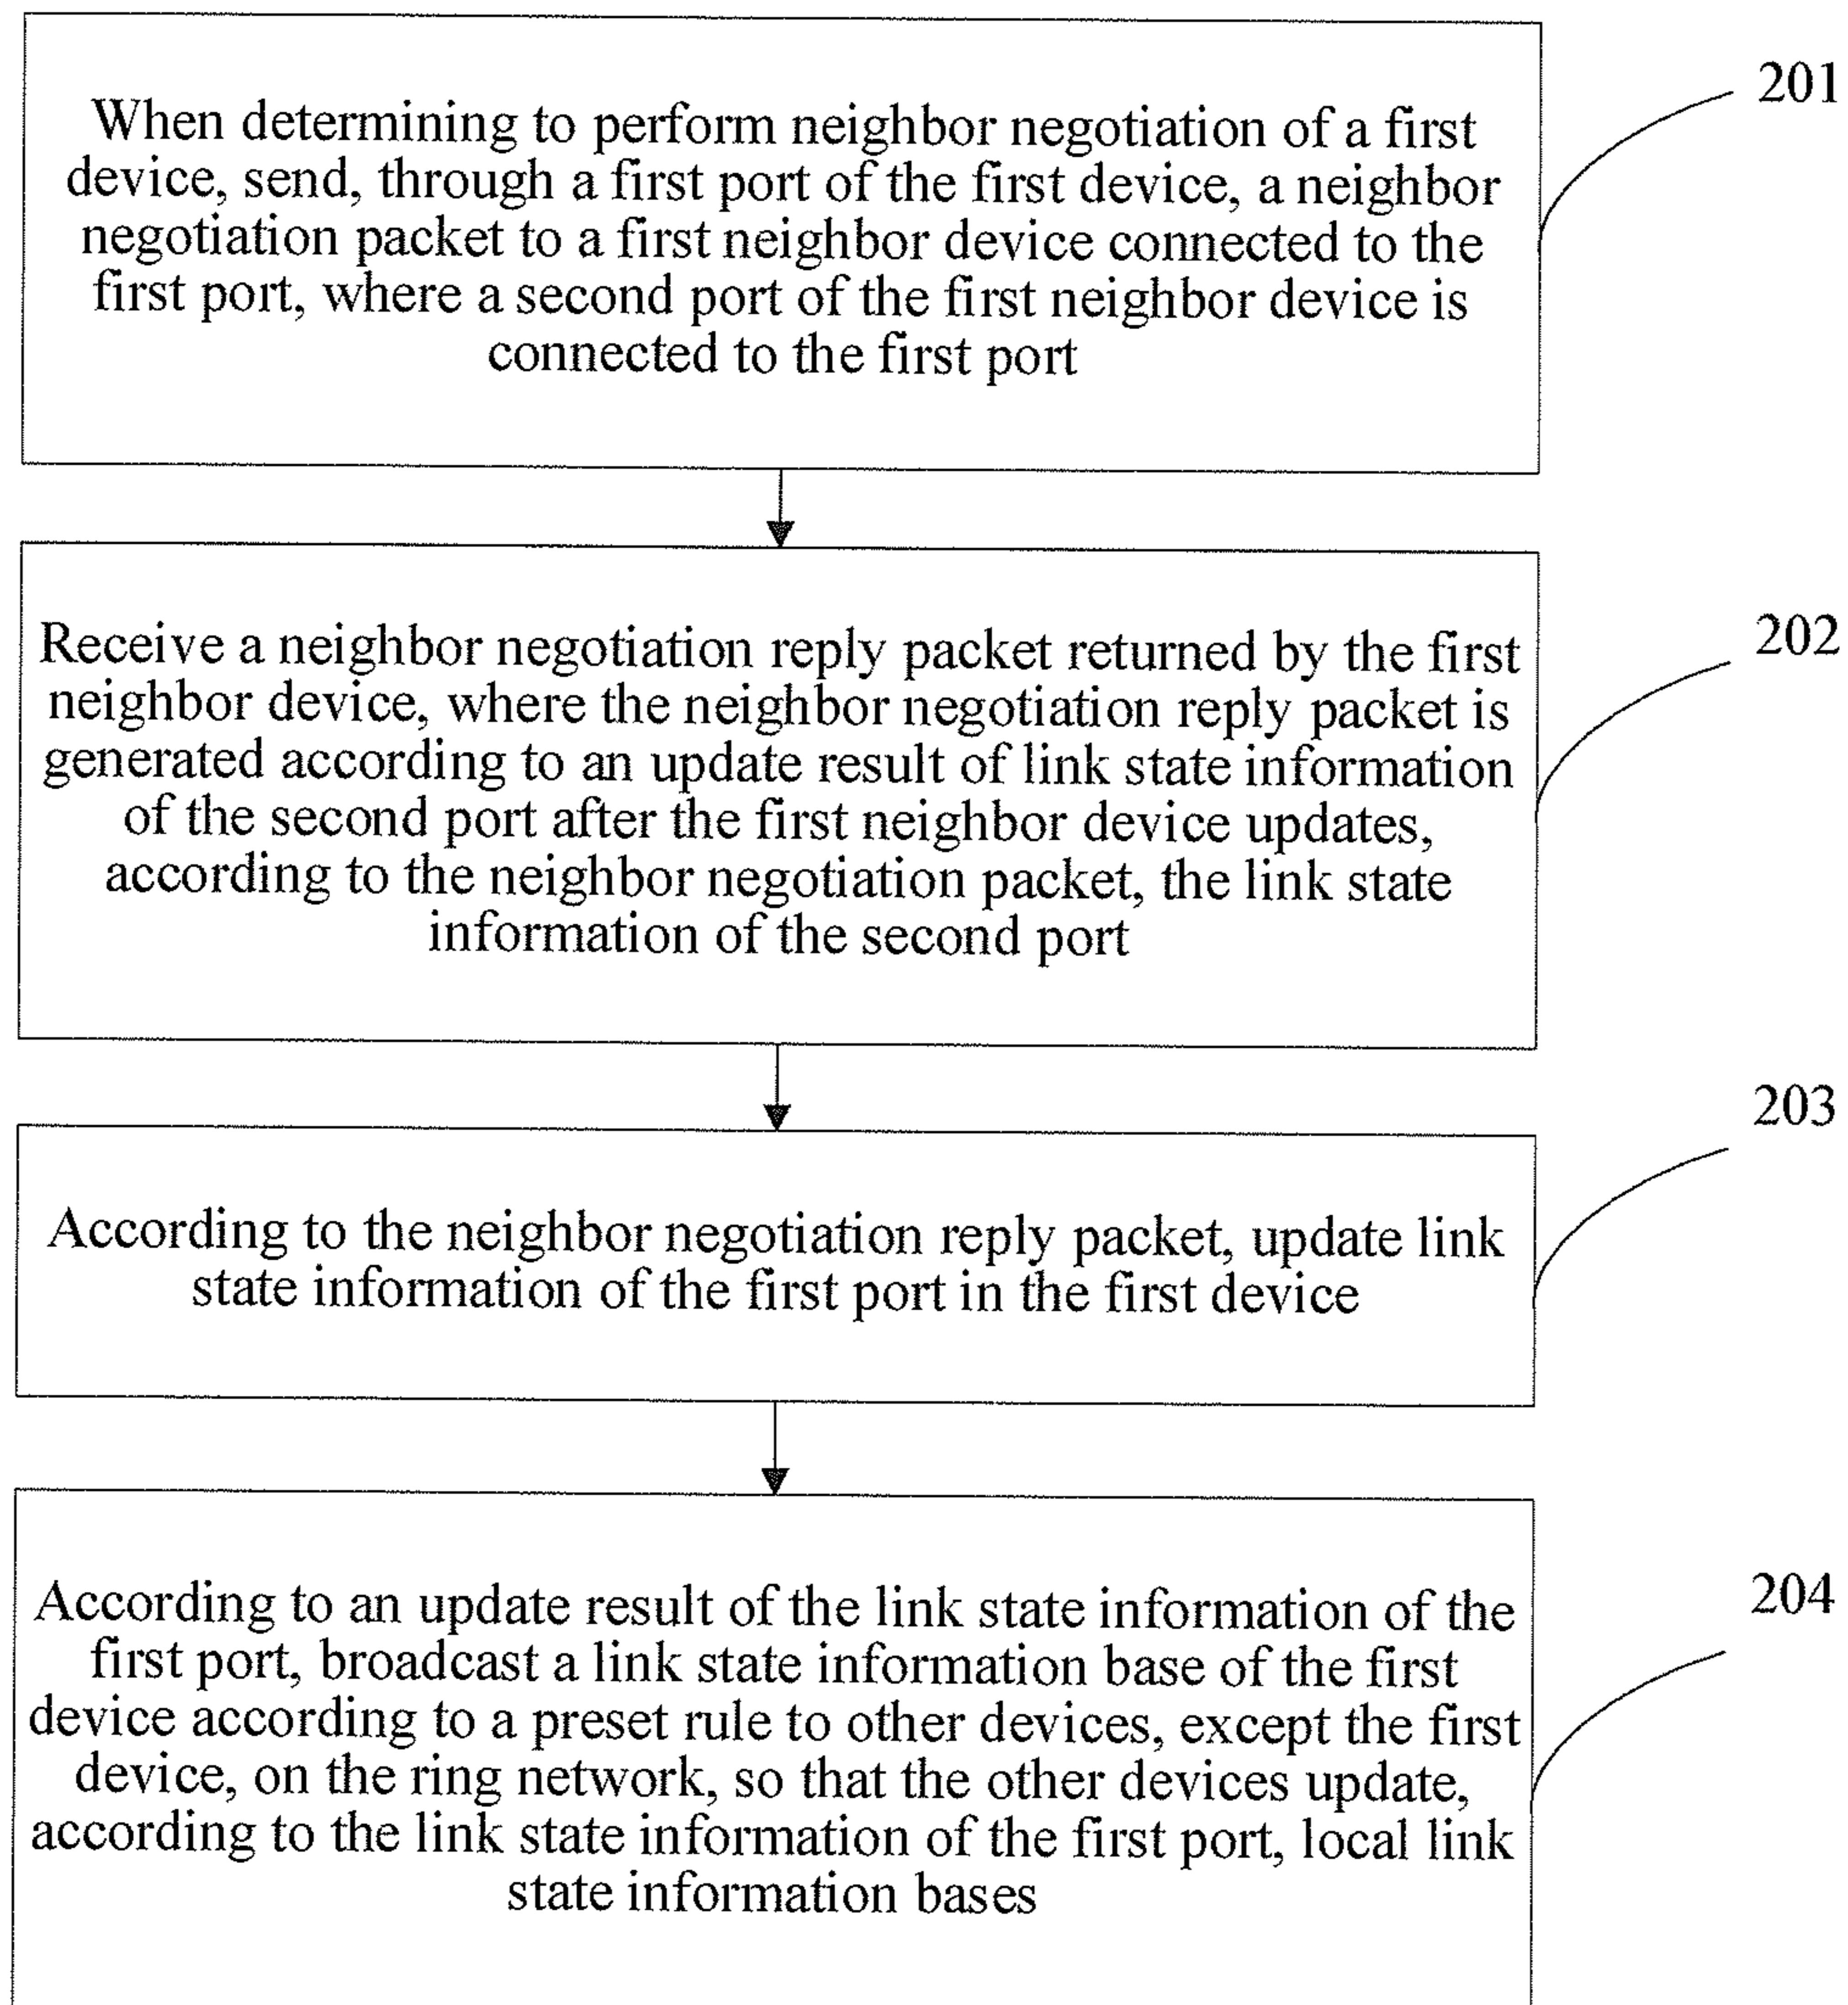 When determining to perform neighbor negotiation of a first
device, send, through a first port of the first device, a neighbor
negotiation packet to a first neighbor device connected to the
first port, where a second port of the first neighbor device is
connected to the first port
201
Receive a neighbor negotiation reply packet returned by the first
neighbor device, where the neighbor negotiation reply packet is
generated according to an update result of link state information
of the second port after the first neighbor device updates,
according to the neighbor negotiation packet, the link state
information of the second port
202
According to the neighbor negotiation reply packet, update link
state information of the first port in the first device
203
According to an update result of the link state information of the
first port, broadcast a link state information base of the first
device according to a preset rule to other devices, except the first
device, on the ring network, so that the other devices update,
according to the link state information of the first port, local link
state information bases
204